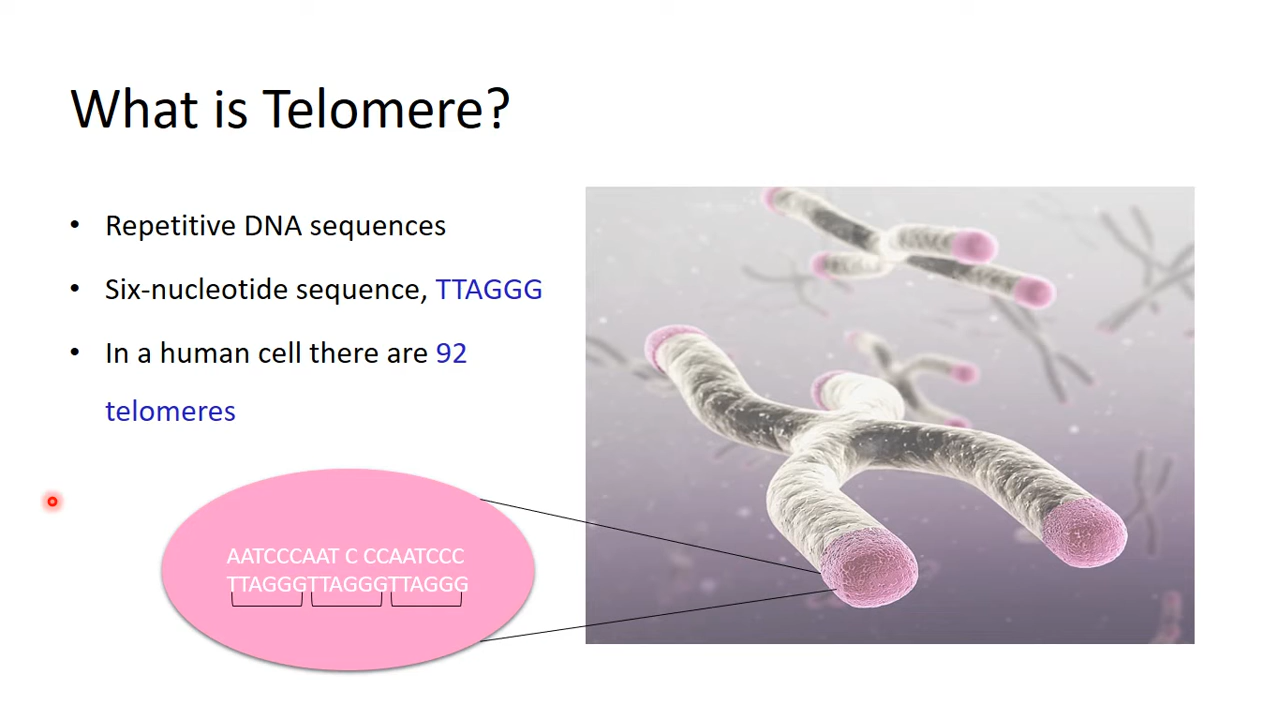 What is Telomere?
• Repetitive DNA sequences
• Six-nucleotide sequence, TTAGGG
• In a human cell there are 92
telomeres
AATCCCAAT C CCAATCCC
TTAGGGTTAGGGTTAGGG